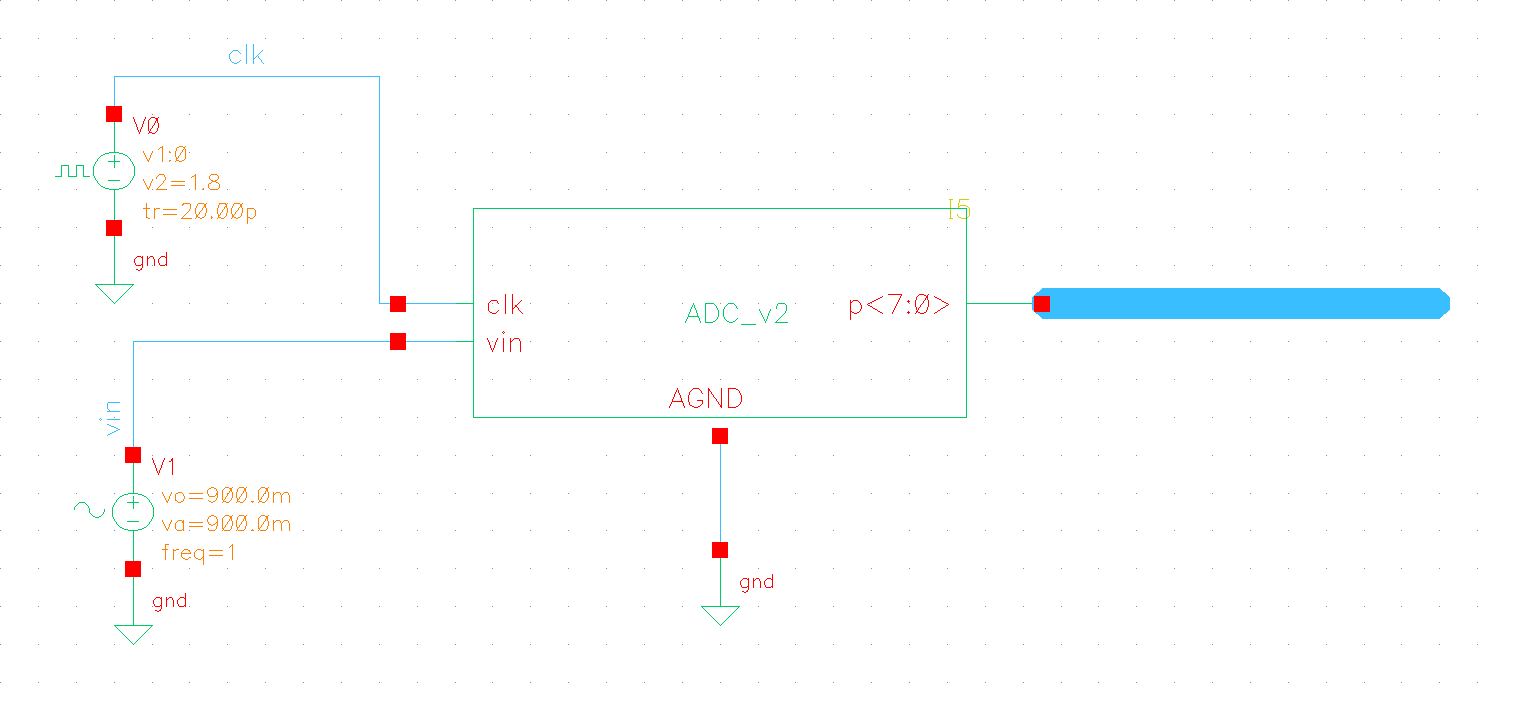 clk
V0
v1:0
v2=1.8
tr=20.00p
gnd
I5
clk
ADC_v2
p<7:0>
vin
AGND
vin
V1
vo=900.0m
va=900.0m
freq=1
gnd
gnd